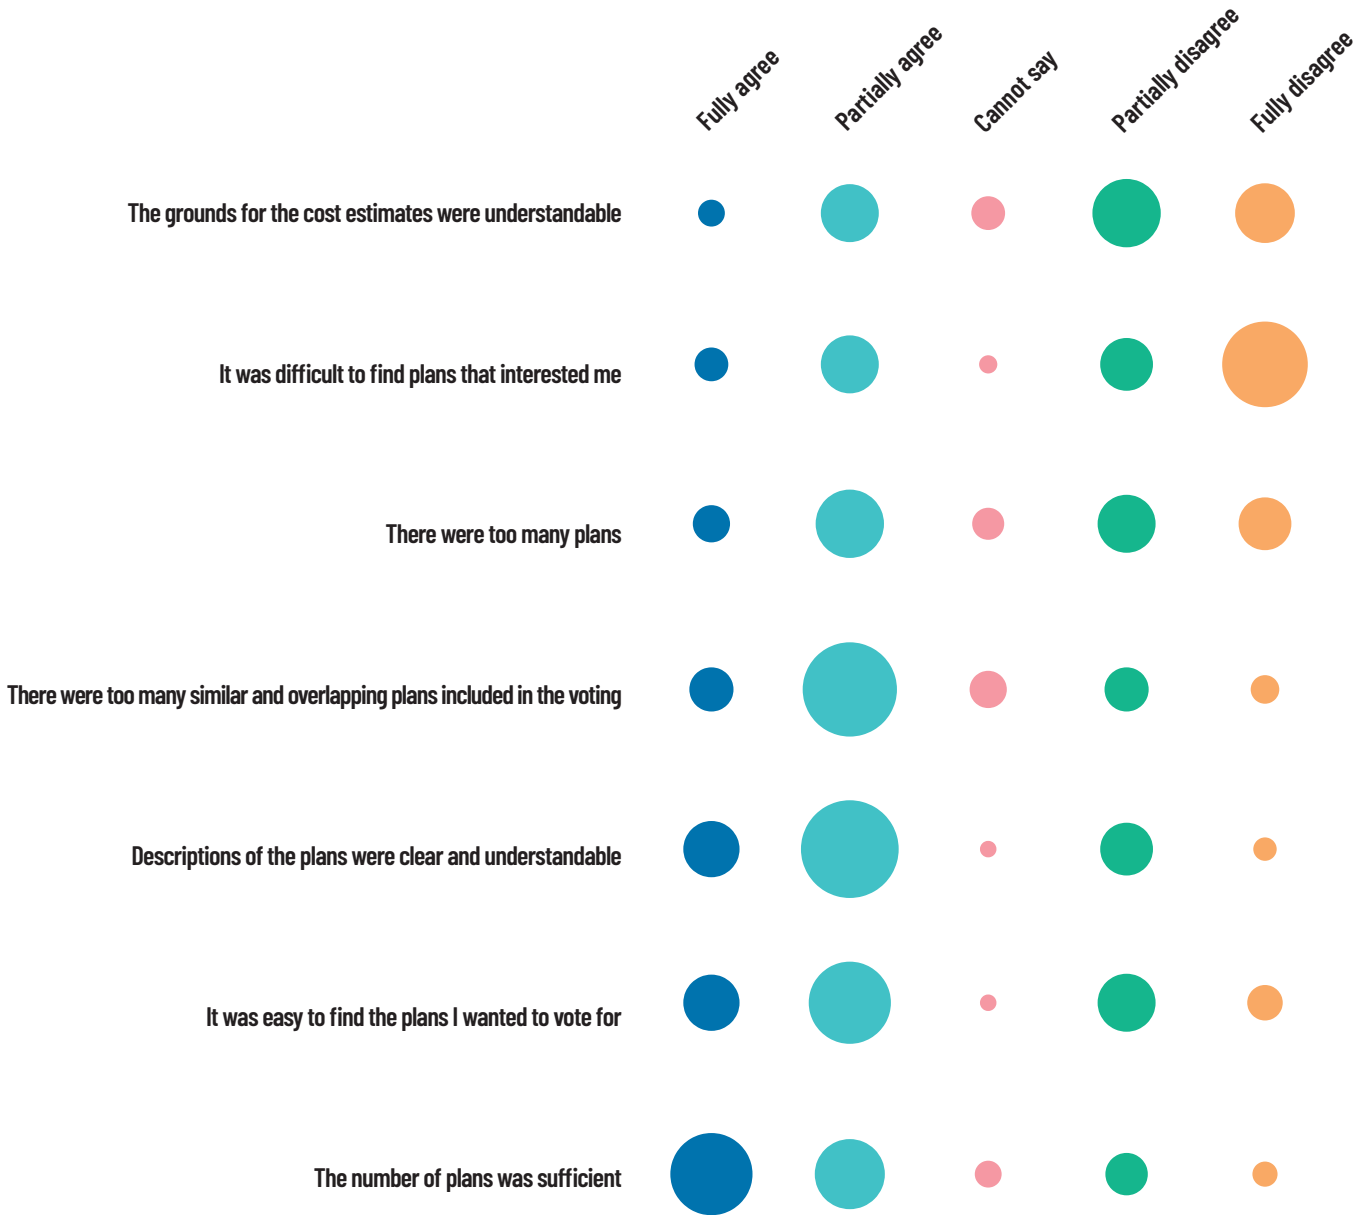 Fully agree
Partially agree
Cannot say
Partially disagree
Fully disagree
The grounds for the cost estimates were understandable
It was difficult to find plans that interested me
There were too many plans
There were too many similar and overlapping plans included in the voting
Descriptions of the plans were clear and understandable
It was easy to find the plans I wanted to vote for
The number of plans was sufficient